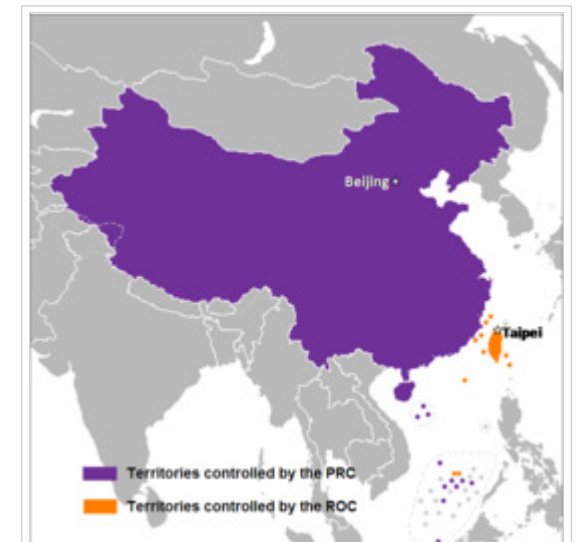 Beijing
Taipei
Territories controlled by the PRC
Territories controlled by the ROC